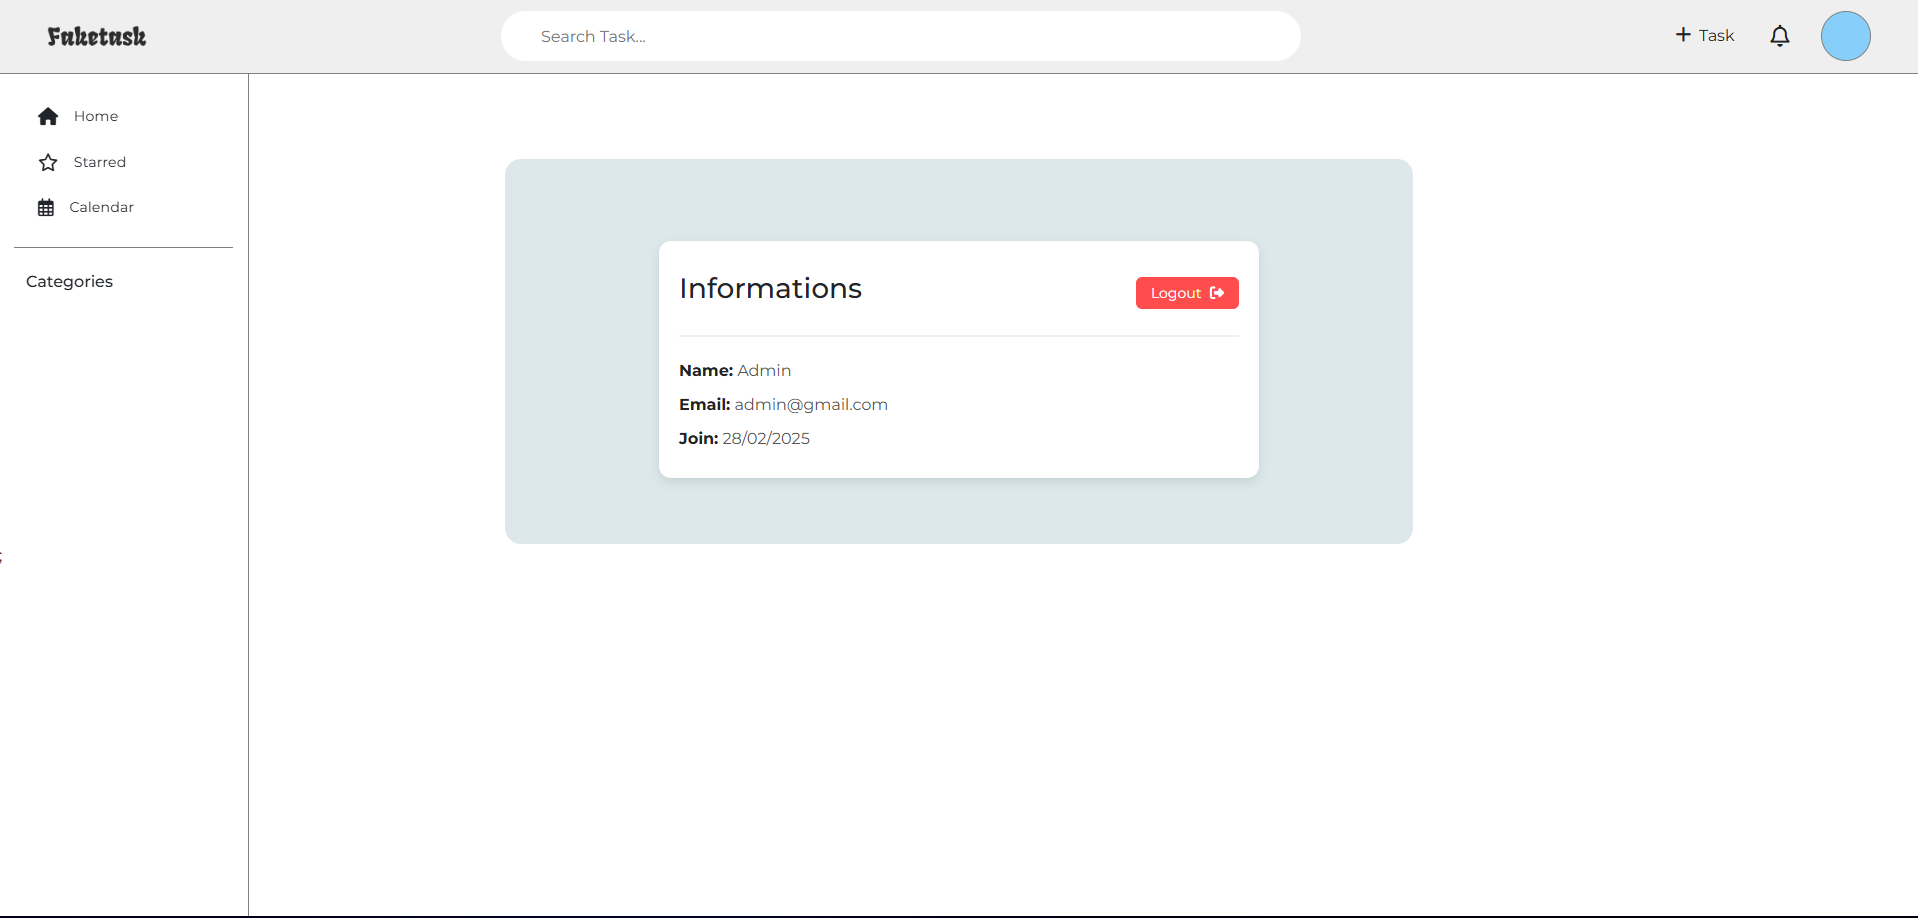 Faketask
Search Task...
+ Task
Home
Starred
Calendar
Categories
Informations
Logout
Name: Admin
Email: admin@gmail.com
Join: 28/02/2025
;